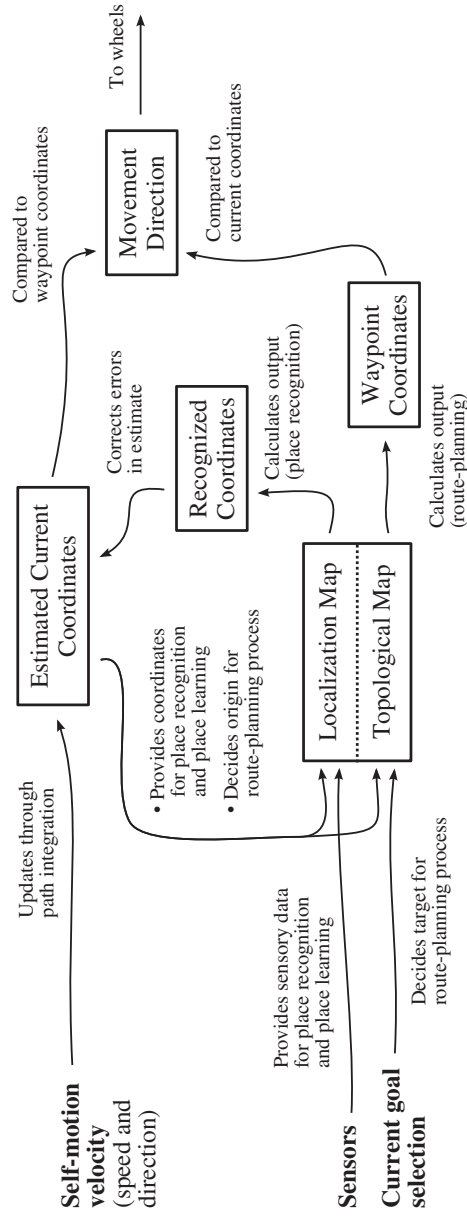 Self-motion
velocity
(speed and
direction)
Updates through
path integration
Estimated Current
Coordinates
Compared to
waypoint coordinates
Movement
Direction
To wheels
Compared to
current coordinates
Corrects errors
in estimate
Recognized
Coordinates
Calculates output
(place recognition)
• Provides coordinates
for place recognition
and place learning
• Decides origin for
route-planning process
Sensors
Provides sensory data
for place recognition
and place learning
Localization Map
Topological Map
Current goal
selection
Decides target for
route-planning process
Calculates output
(route-planning)
Waypoint
Coordinates